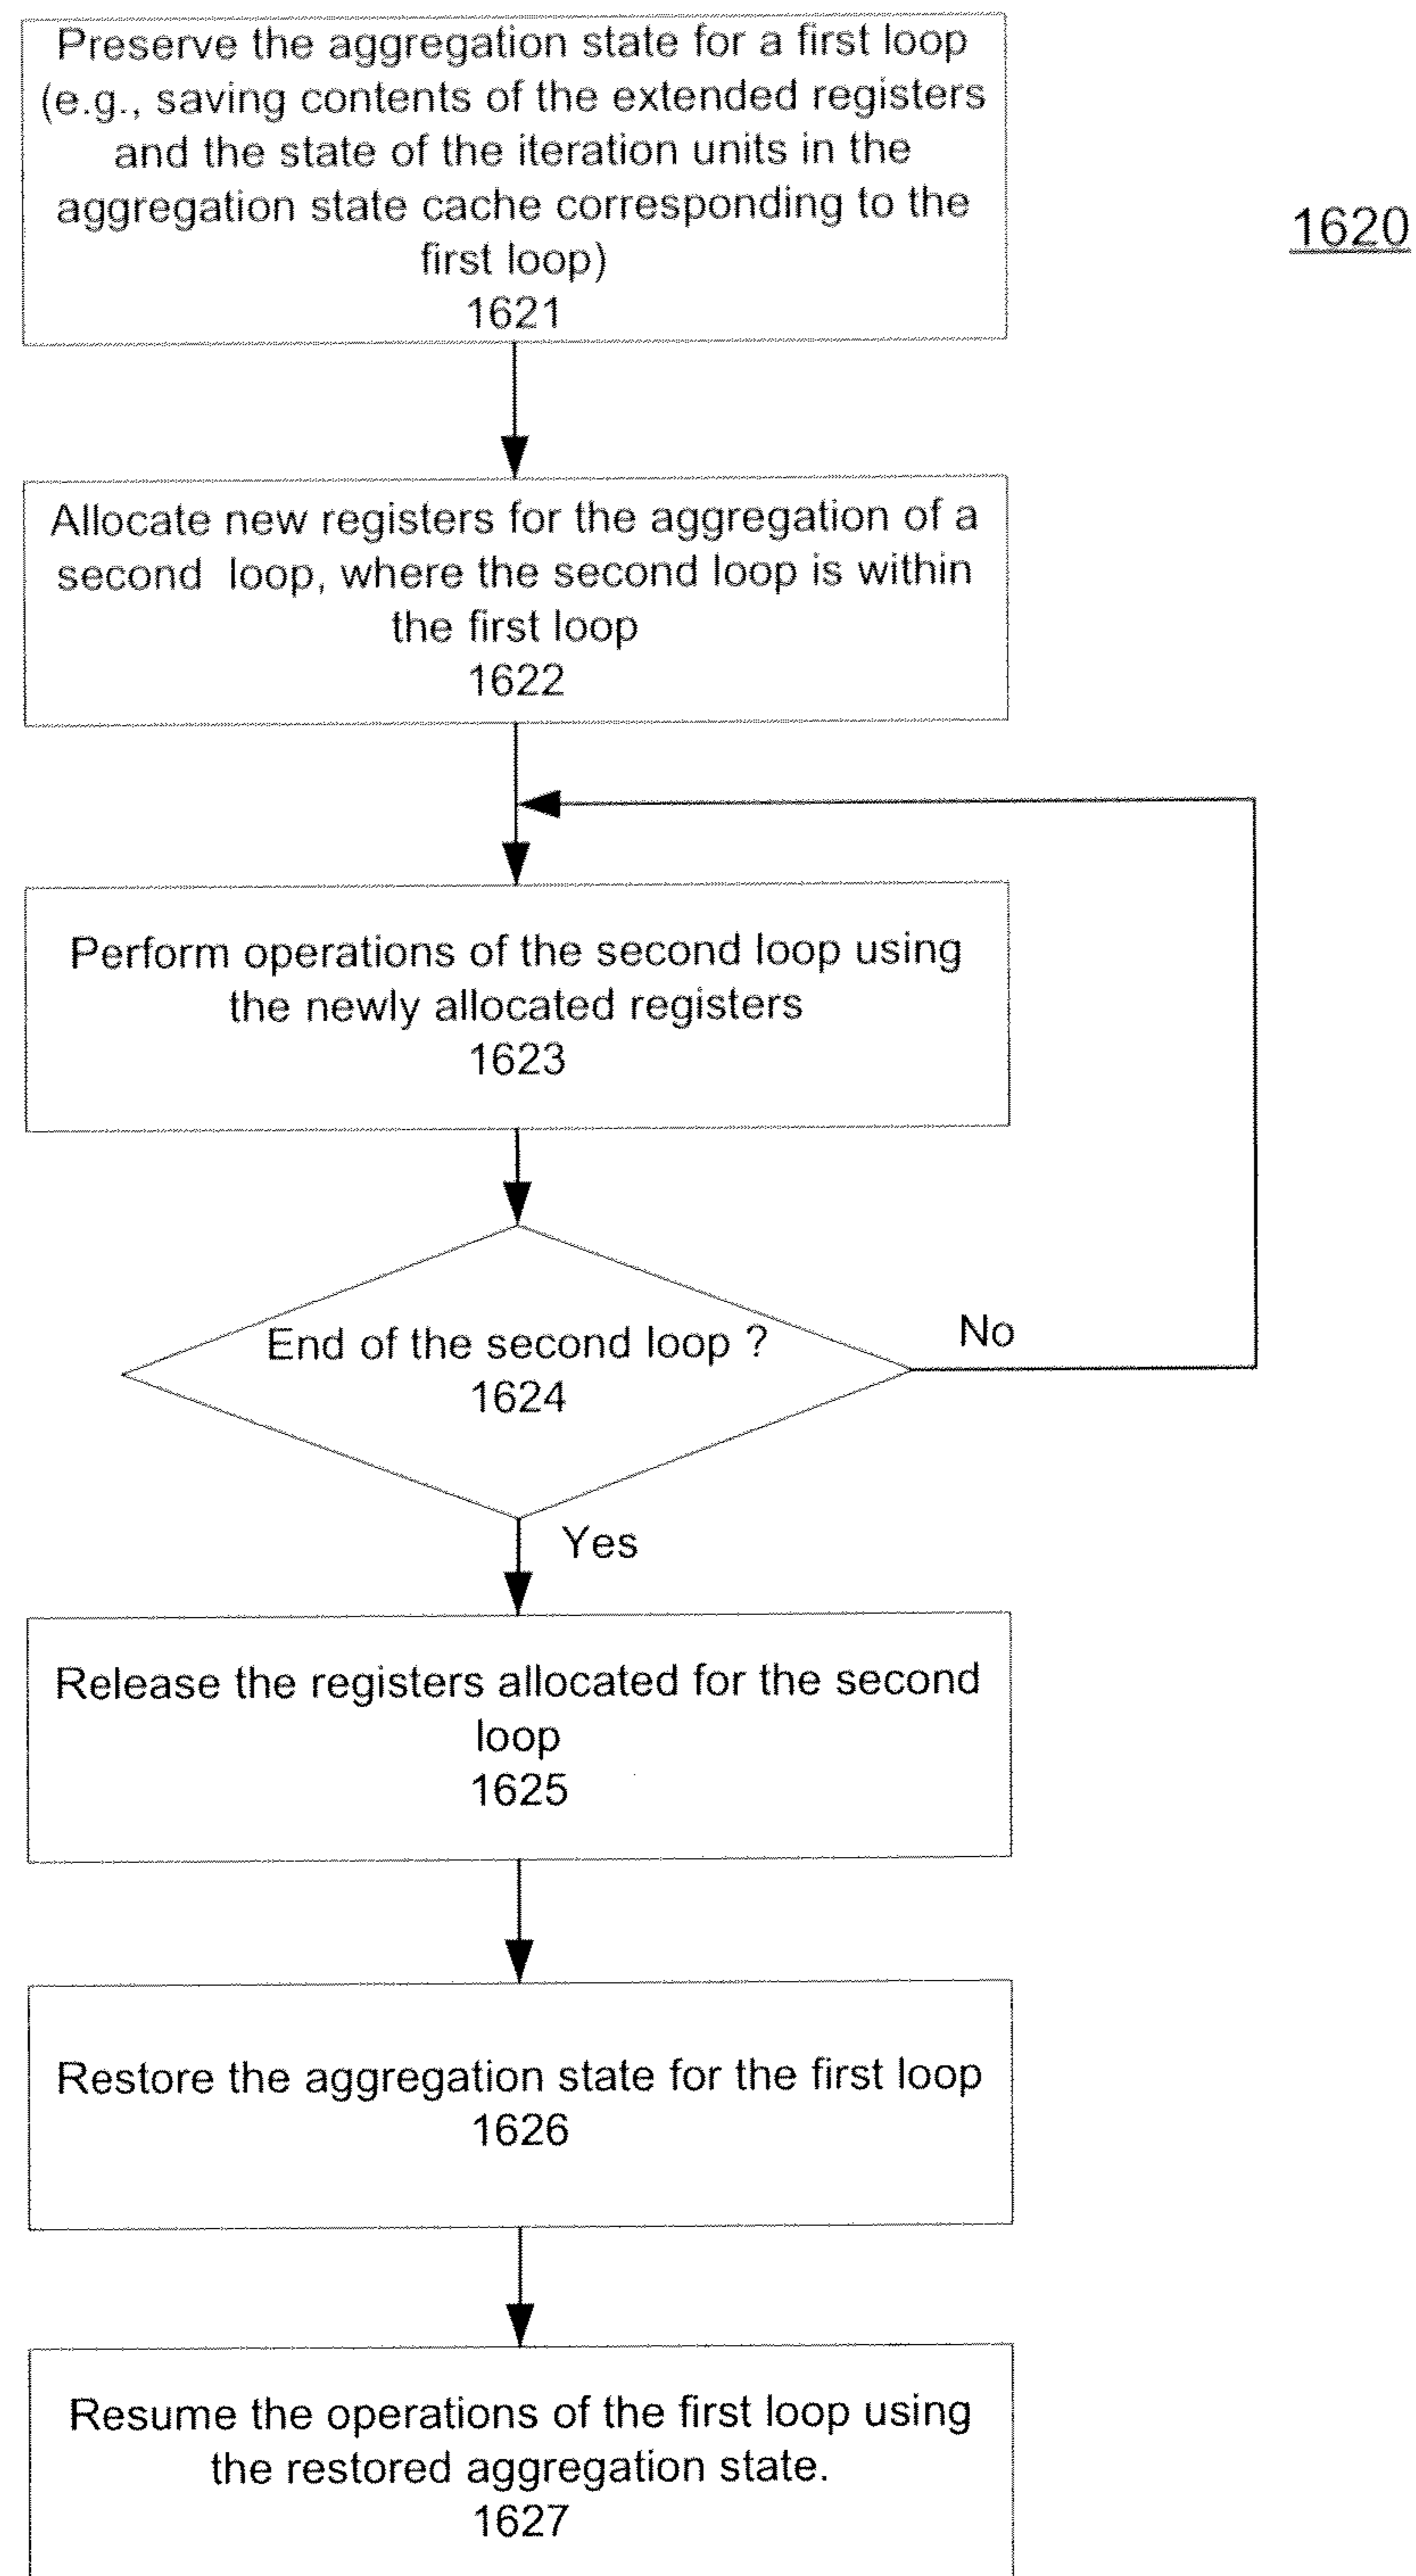 Preserve the aggregation state for a first loop
(e.g., saving contents of the extended registers
and the state of the iteration units in the
aggregation state cache corresponding to the
first loop)
1621
1620
Allocate new registers for the aggregation of a
second loop, where the second loop is within
the first loop
1622
Perform operations of the second loop using
the newly allocated registers
1623
End of the second loop ?
1624
No
Yes
Release the registers allocated for the second
loop
1625
Restore the aggregation state for the first loop
1626
Resume the operations of the first loop using
the restored aggregation state.
1627